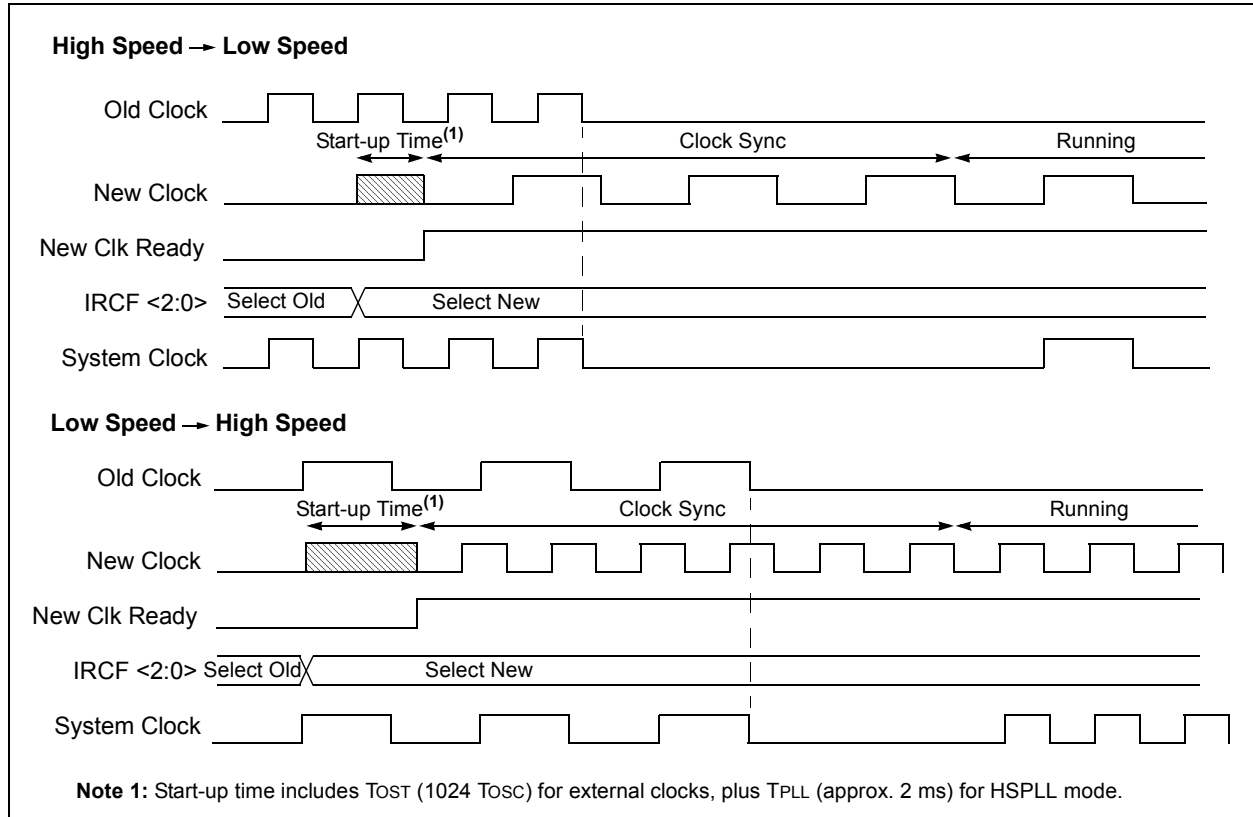 High Speed → Low Speed
Old Clock
Start-up Time(1)
Clock Sync
Running
New Clock
New Clk Ready
IRCF <2:0>
Select Old
Select New
System Clock
Low Speed → High Speed
Old Clock
Start-up Time(1)
Clock Sync
Running
New Clock
New Clk Ready
IRCF <2:0>
Select Old
Select New
System Clock
Note 1: Start-up time includes TOST (1024 TOSC) for external clocks, plus TPLL (approx. 2 ms) for HSPLL mode.